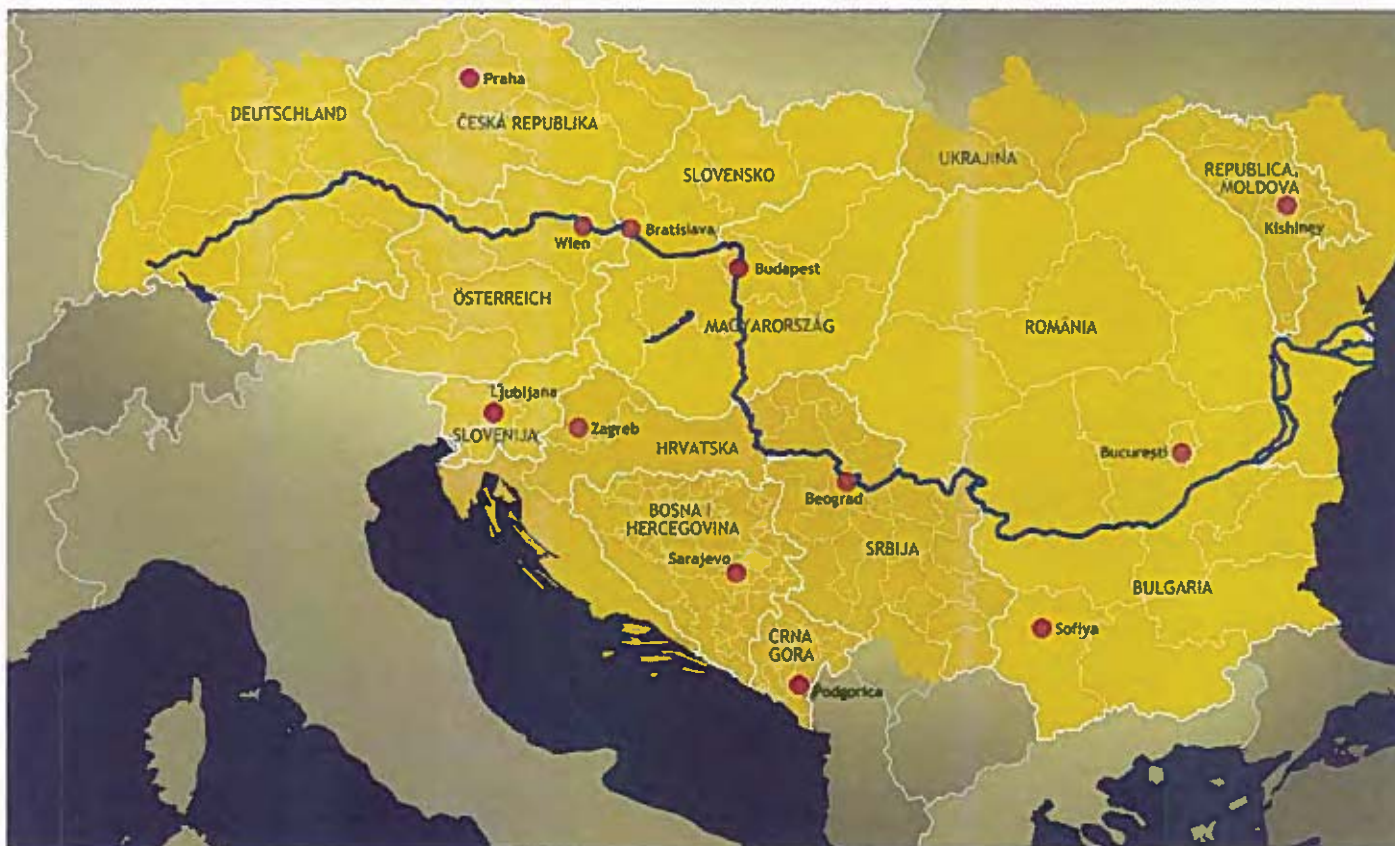 Praha
DEUTSCHLAND
ČESKÁ REPUBLIKA
UKRAJINA
SLOVENSKO
REPUBLICA,
MOLDOVA
Kishinev
Wien
Bratislava
Budapest
ÖSTERREICH
MAGYARORSZÁG
ROMÂNIA
Ljubljana
SLOVENIJA
Zagreb
HRVATSKA
Bucureşti
Beograd
BOSNA I
HERCEGOVINA
SRBIJA
Sarajevo
BULGARIA
Sofiya
CRNA
GORA
Podgorica